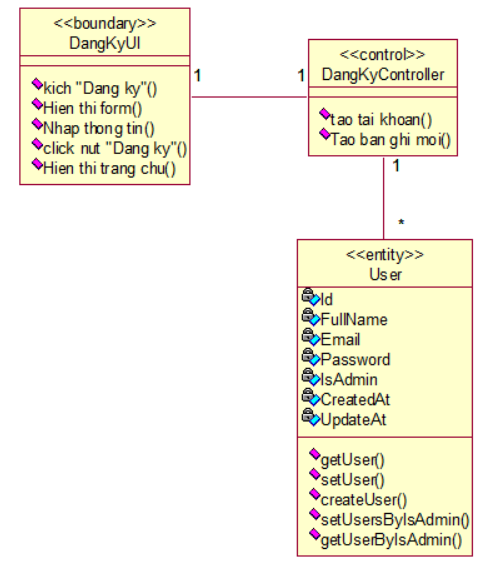 <<boundary>>
DangKyUI
kich "Dang ky"()
Hien thi form()
Nhap thong tin()
click nut "Dang ky"()
Hien thi trang chu()
1
1
<<control>>
DangKyController
tao tai khoan()
Tao ban ghi moi()
1
*
<<entity>>
User
Id
FullName
Email
Password
IsAdmin
CreatedAt
UpdateAt
getUser()
setUser()
createUser()
setUsersByIsAdmin()
getUserByIsAdmin()